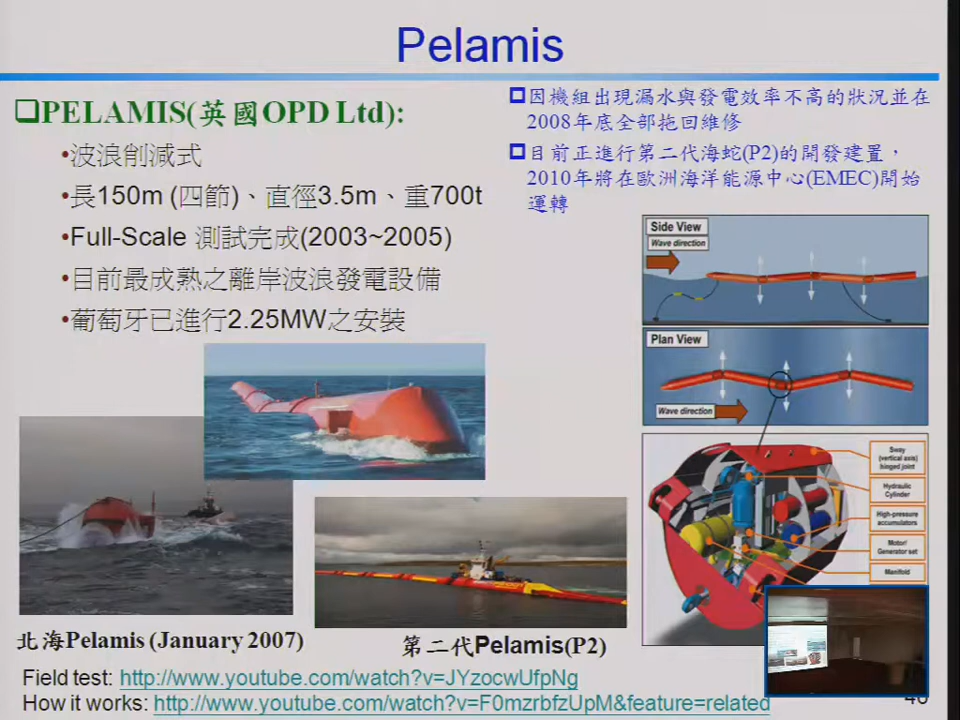 Pelamis
❑PELAMIS(英國OPD Ltd):
•波浪削減式
•長150m (四節)、直徑3.5m、重700t
•Full-Scale 測試完成(2003~2005)
•目前最成熟之離岸波浪發電設備
•葡萄牙已進行2.25MW之安裝
因機組出現漏水與發電效率不高的狀況並在
2008年底全部拖回維修
目前正進行第二代海蛇(P2)的開發建置，
2010年將在歐洲海洋能源中心(EMEC)開始
運轉
Side View
Wave direction
Plan View
Wave direction
Sway
(vertical axis)
hinged joint
Hydraulic
Cylinder
High-pressure
accumulators
Motor/
Generator set
Manifold
北海Pelamis (January 2007)
第二代Pelamis(P2)
Field test: http://www.youtube.com/watch?v=JYzocwUfpNg
How it works: http://www.youtube.com/watch?v=F0mzrbfzUpM&feature=related